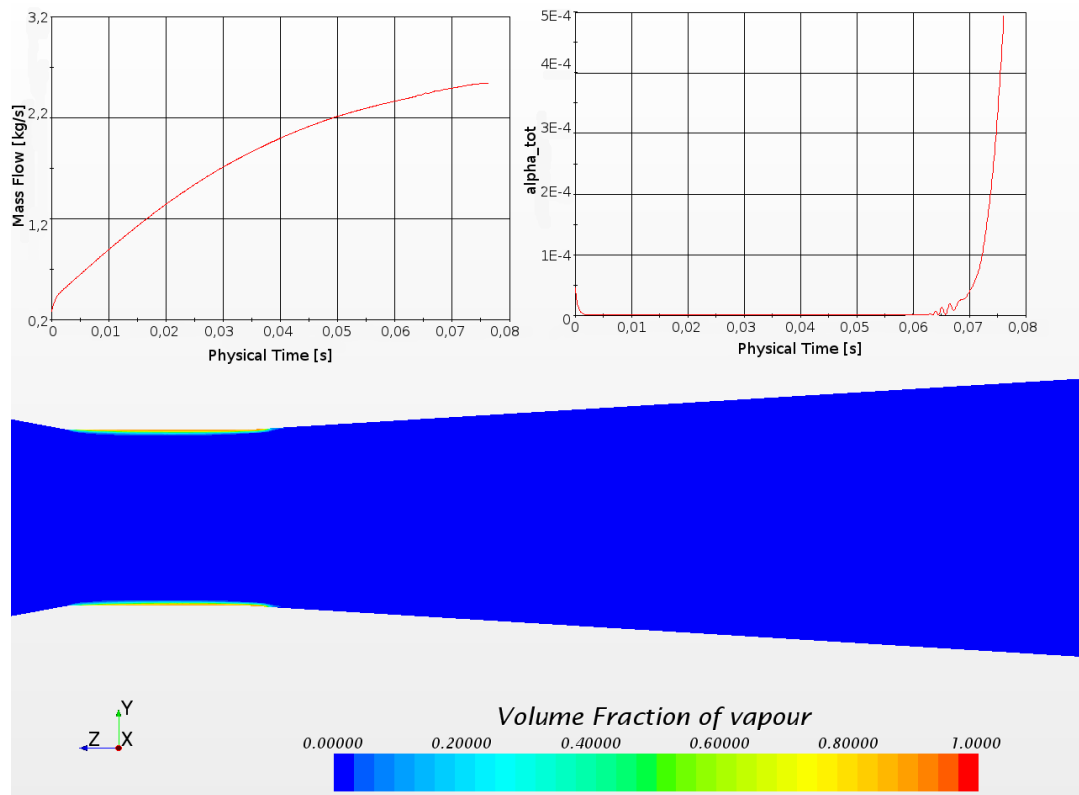 3,2
2,2
1,2
0,2
Mass Flow [kg/s]
0 0,01 0,02 0,03 0,04 0,05 0,06 0,07 0,08
Physical Time [s]
5E-4
4E-4
3E-4
2E-4
1E-4
0
alpha_tot
0 0,01 0,02 0,03 0,04 0,05 0,06 0,07 0,08
Physical Time [s]
Y
Z X
Volume Fraction of vapour
0.00000 0.20000 0.40000 0.60000 0.80000 1.0000